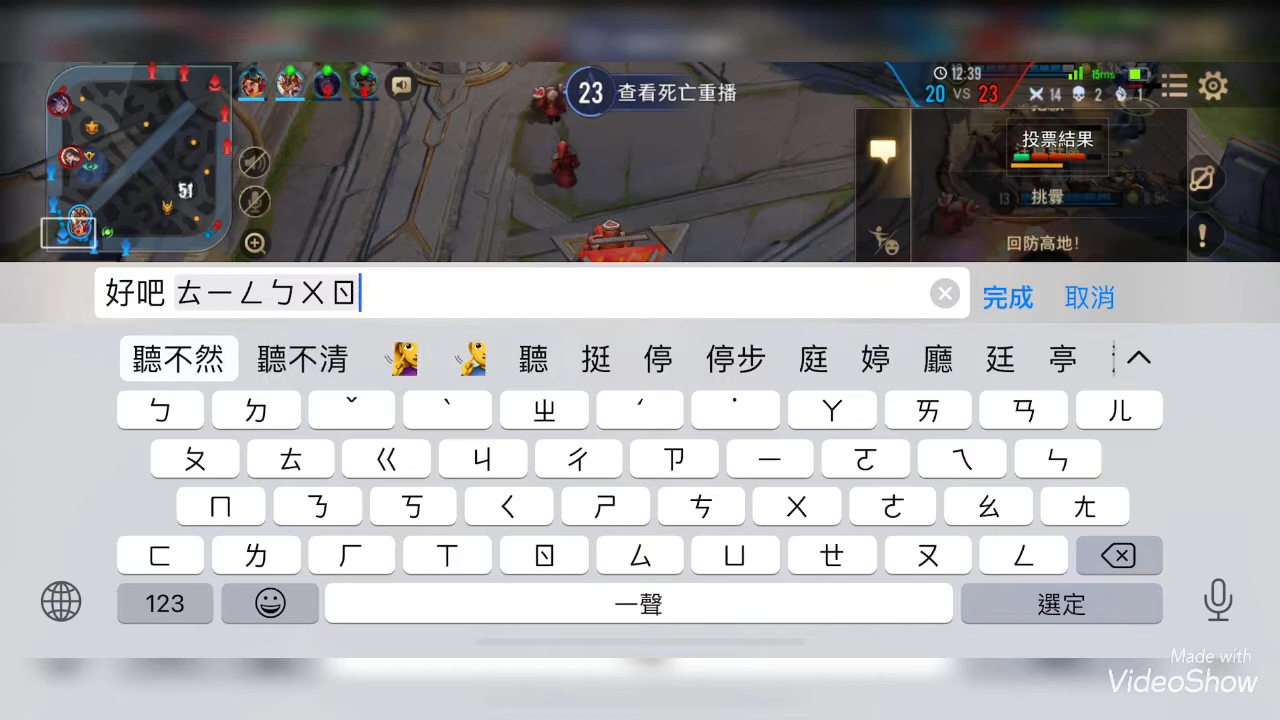 12:39
15ms
23 查看死亡重播
20 VS 23
14 2 1
投票結果
51
13 挑釁
回防高地!
好吧 ㄊㄧㄥㄅㄨㄖ
完成 取消
聽不然 聽不清 聽 挺 停 停步 庭 婷 廳 廷 亭
ㄅ ㄉ ˇ ˋ ㄓ ˊ ˙ ㄚ ㄞ ㄢ ㄦ
ㄆ ㄊ ㄍ ㄐ ㄔ ㄗ ㄧ ㄛ ㄟ ㄣ
ㄇ ㄋ ㄎ ㄑ ㄕ ㄘ ㄨ ㄜ ㄠ ㄤ
ㄈ ㄌ ㄏ ㄒ ㄖ ㄙ ㄩ ㄝ ㄡ ㄥ
123 一聲 選定
Made with
VideoShow